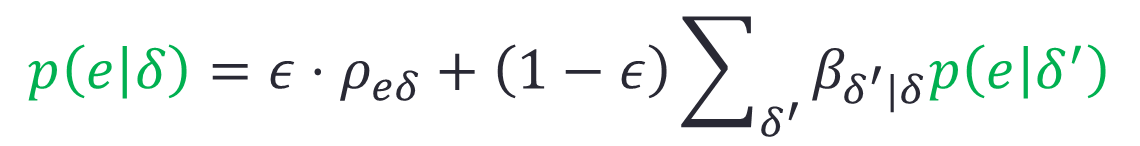 p(e|δ) = ϵ · ρ_{eδ} + (1 − ϵ) ∑_{δ′} β_{δ′|δ} p(e|δ′)